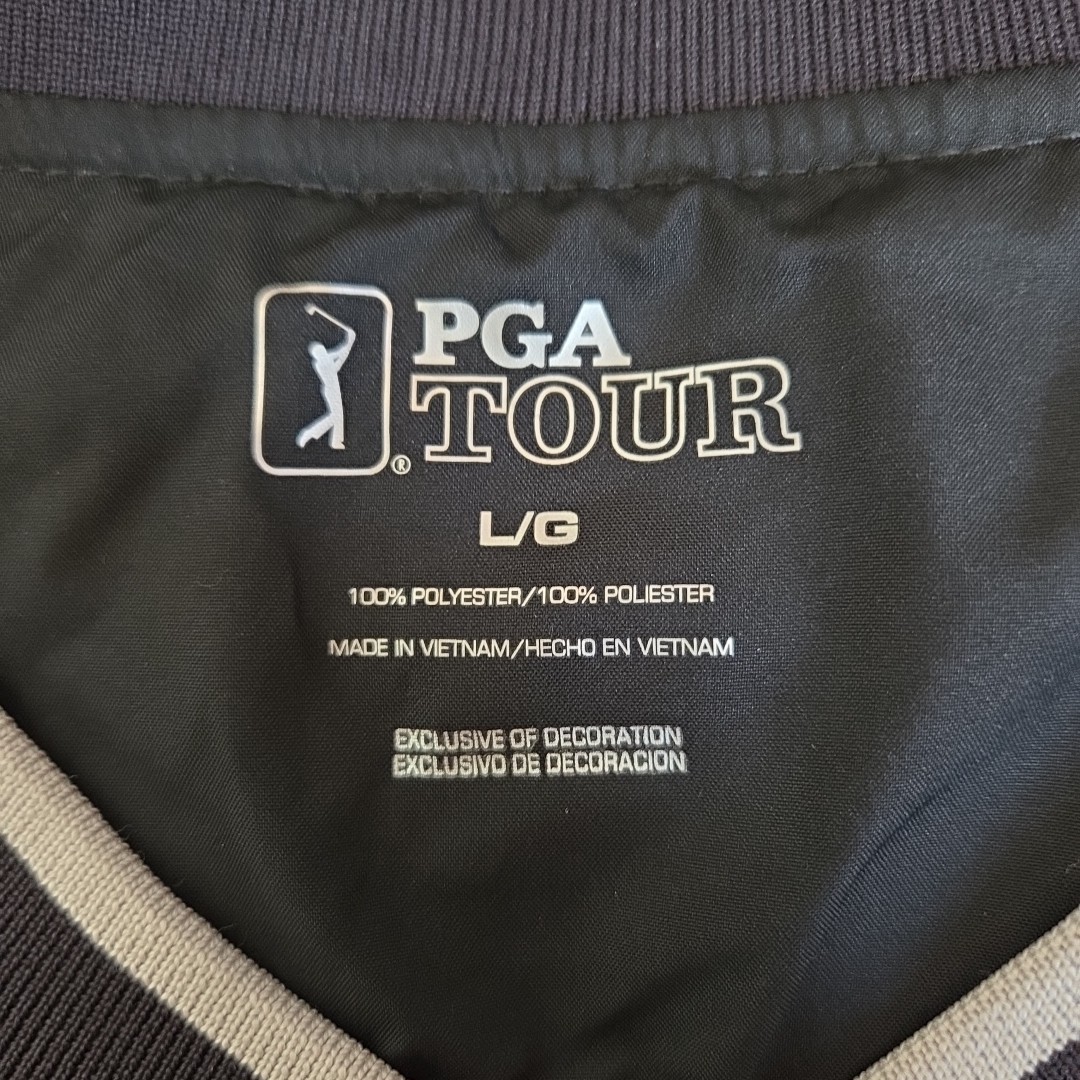 PGA
TOUR
®
L/G
100% POLYESTER/100% POLIESTER
MADE IN VIETNAM/HECHO EN VIETNAM
EXCLUSIVE OF DECORATION
EXCLUSIVO DE DECORACION